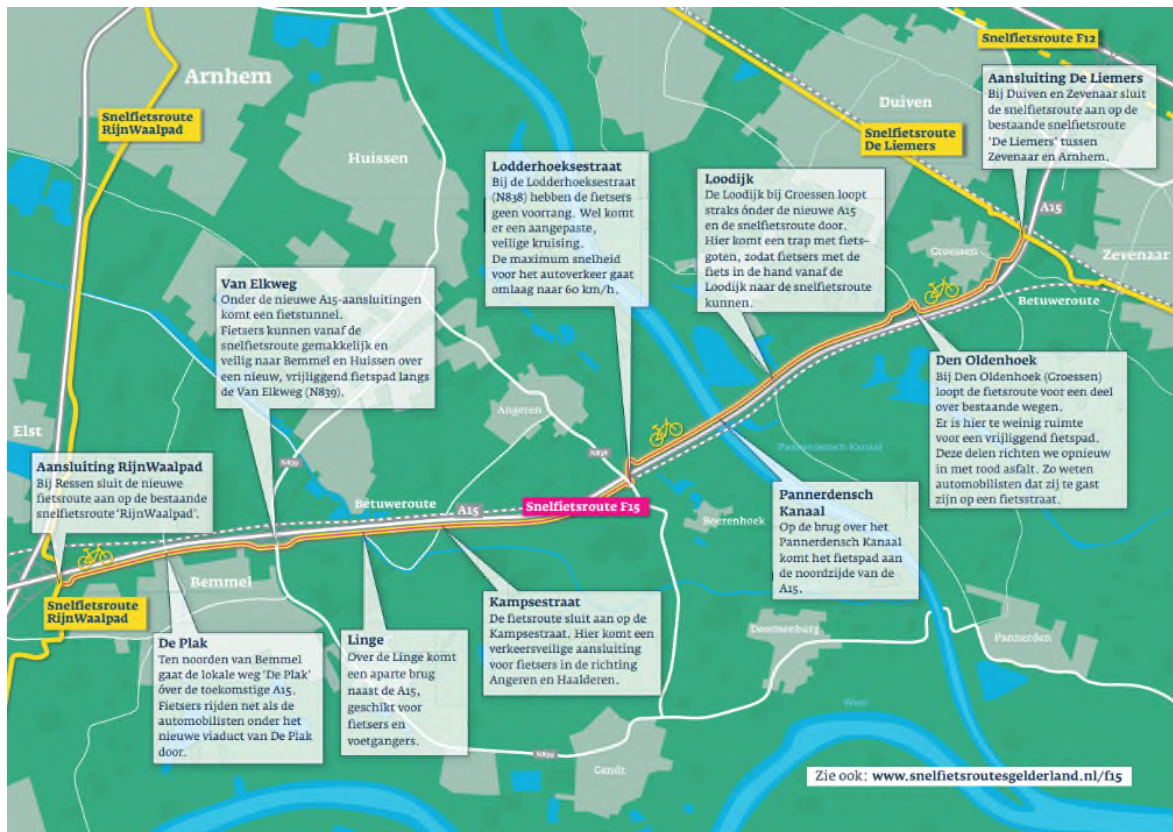 Snelfietsroute F12
Arnhem
Aansluiting De Liemers
Bij Duiven en Zevenaar sluit
de snelfietsroute aan op de
bestaande snelfietsroute
‘De Liemers’ tussen
Zevenaar en Arnhem.
Duiven
Snelfietsroute
RijnWaalpad
Snelfietsroute
De Liemers
Huissen
Lodderhoeksestraat
Bij de Lodderhoeksestraat
(N838) hebben de fietsers
geen voorrang. Wel komt
er een aangepaste,
veilige kruising.
De maximum snelheid
voor het autoverkeer gaat
omlaag naar 60 km/h.
Loodijk
De Loodijk bij Groessen loopt
straks ónder de nieuwe A15
en de snelfietsroute door.
Hier komt een trap met fiets-
goten, zodat fietsers met de
fiets in de hand vanaf de
Loodijk naar de snelfietsroute
kunnen.
A15
Groessen
Zevenaar
Betuweroute
Van Elkweg
Onder de nieuwe A15-aansluitingen
komt een fietstunnel.
Fietsers kunnen vanaf de
snelfietsroute gemakkelijk en
veilig naar Bemmel en Huissen over
een nieuw, vrijliggend fietspad langs
de Van Elkweg (N839).
Den Oldenhoek
Bij Den Oldenhoek (Groessen)
loopt de fietsroute voor een deel
over bestaande wegen.
Er is hier te weinig ruimte
voor een vrijliggend fietspad.
Deze delen richten we opnieuw
in met rood asfalt. Zo weten
automobilisten dat zij te gast
zijn op een fietsstraat.
Angeren
Elst
Pannerdensch Kanaal
N838
N839
Aansluiting RijnWaalpad
Bij Ressen sluit de nieuwe
fietsroute aan op de bestaande
snelfietsroute ‘RijnWaalpad’.
Betuweroute
A15
Snelfietsroute F15
Pannerdensch
Kanaal
Op de brug over het
Pannerdensch Kanaal
komt het fietspad aan
de noordzijde van de
A15.
Beerenhoek
Bemmel
Snelfietsroute
RijnWaalpad
Kampsestraat
De fietsroute sluit aan op de
Kampsestraat. Hier komt een
verkeersveilige aansluiting
voor fietsers in de richting
Angeren en Haalderen.
Doornenburg
Pannerden
De Plak
Ten noorden van Bemmel
gaat de lokale weg ‘De Plak’
óver de toekomstige A15.
Fietsers rijden net als de
automobilisten onder het
nieuwe viaduct van De Plak
door.
Linge
Over de Linge komt
een aparte brug
naast de A15,
geschikt voor
fietsers en
voetgangers.
Waal
N839
Gendt
Zie ook: www.snelfietsroutesgelderland.nl/f15